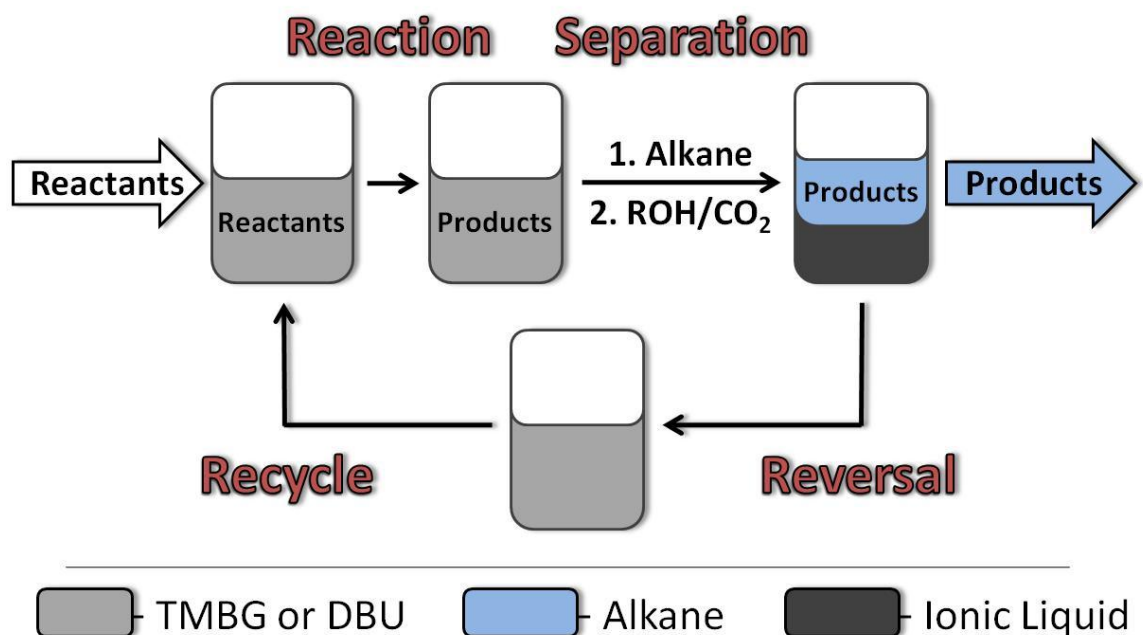 Reaction Separation
Reactants
Reactants
Products
1. Alkane
2. ROH/CO₂
Products
Products
Recycle
Reversal
TMBG or DBU
Alkane
Ionic Liquid